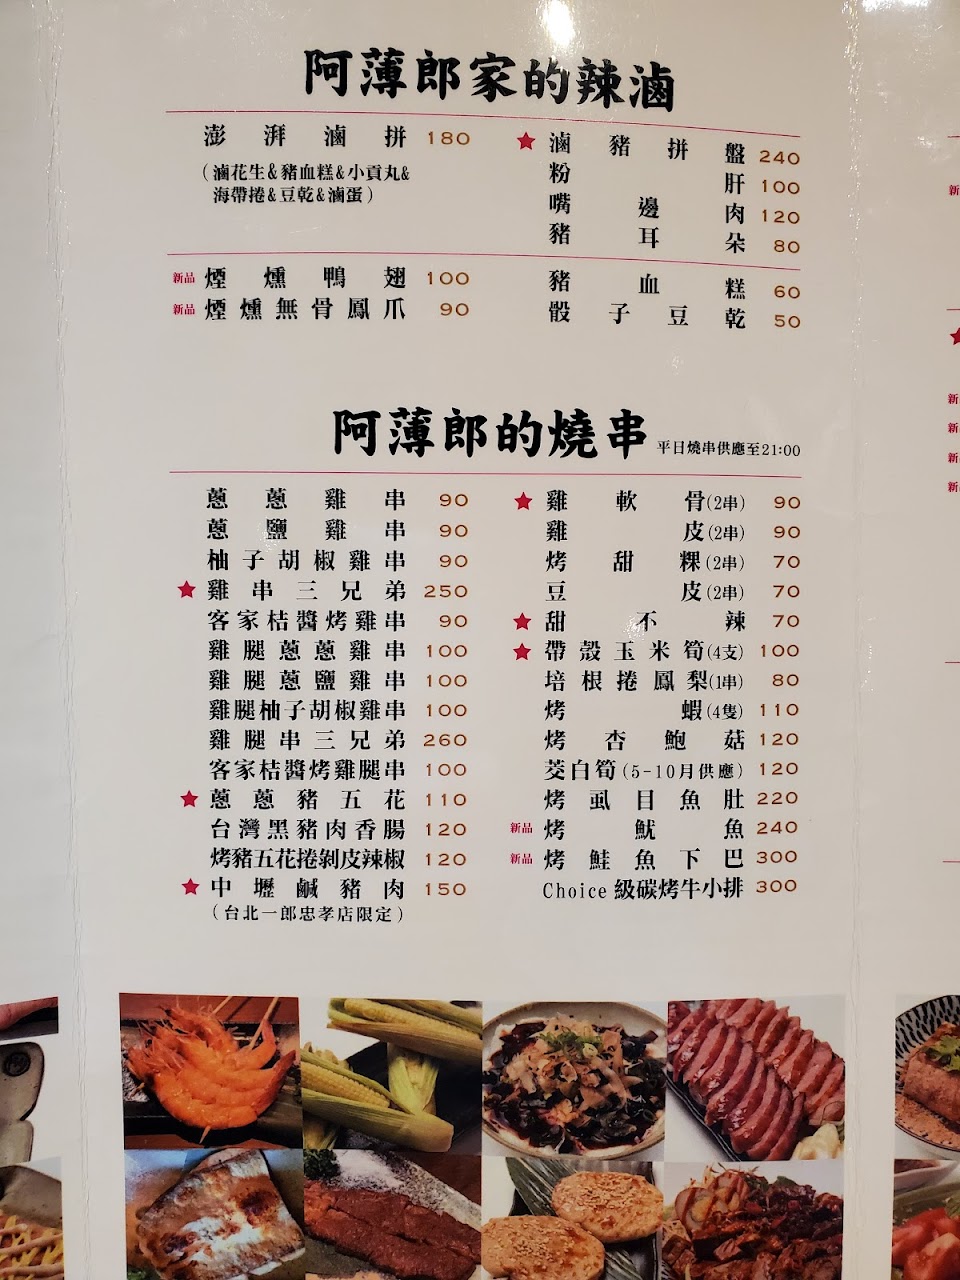 阿薄郎家的辣滷
澎湃滷拼 180
(滷花生&豬血糕&小貢丸&
海帶捲&豆乾&滷蛋)
★ 滷豬拼盤 240
粉肝 100
嘴邊肉 120
豬耳朵 80
新品 煙燻鴨翅 100
新品 煙燻無骨鳳爪 90
豬血糕 60
骰子豆乾 50
阿薄郎的燒串 平日燒串供應至21:00
蔥蔥雞串 90
蔥鹽雞串 90
柚子胡椒雞串 90
★ 雞串三兄弟 250
客家桔醬烤雞串 90
雞腿蔥蔥雞串 100
雞腿蔥鹽雞串 100
雞腿柚子胡椒雞串 100
雞腿串三兄弟 260
客家桔醬烤雞腿串 100
★ 蔥蔥豬五花 110
台灣黑豬肉香腸 120
烤豬五花捲剝皮辣椒 120
★ 中壢鹹豬肉 150
(台北一郎忠孝店限定)
★ 雞軟骨(2串) 90
雞皮(2串) 90
烤甜粿(2串) 70
豆皮(2串) 70
★ 甜不辣 70
★ 帶殼玉米筍(4支) 100
培根捲鳳梨(1串) 80
烤蝦(4隻) 110
烤杏鮑菇 120
茭白筍(5-10月供應) 120
烤虱目魚肚 220
新品 烤魷魚 240
新品 烤鮭魚下巴 300
Choice級碳烤牛小排 300
新
★
新
新
新
新